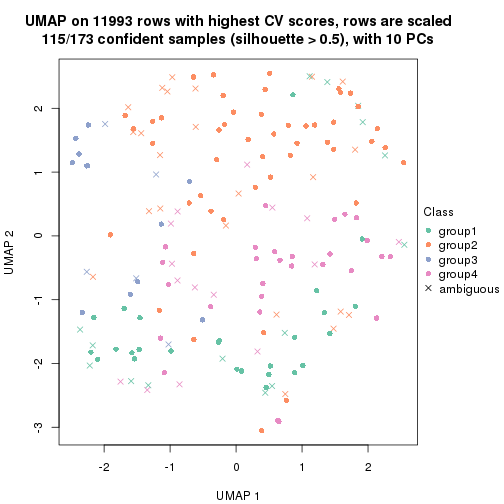 UMAP on 11993 rows with highest CV scores, rows are scaled
115/173 confident samples (silhouette > 0.5), with 10 PCs
UMAP 2
2
1
0
-1
-2
-3
-2
-1
0
1
2
UMAP 1
Class
group1
group2
group3
group4
ambiguous